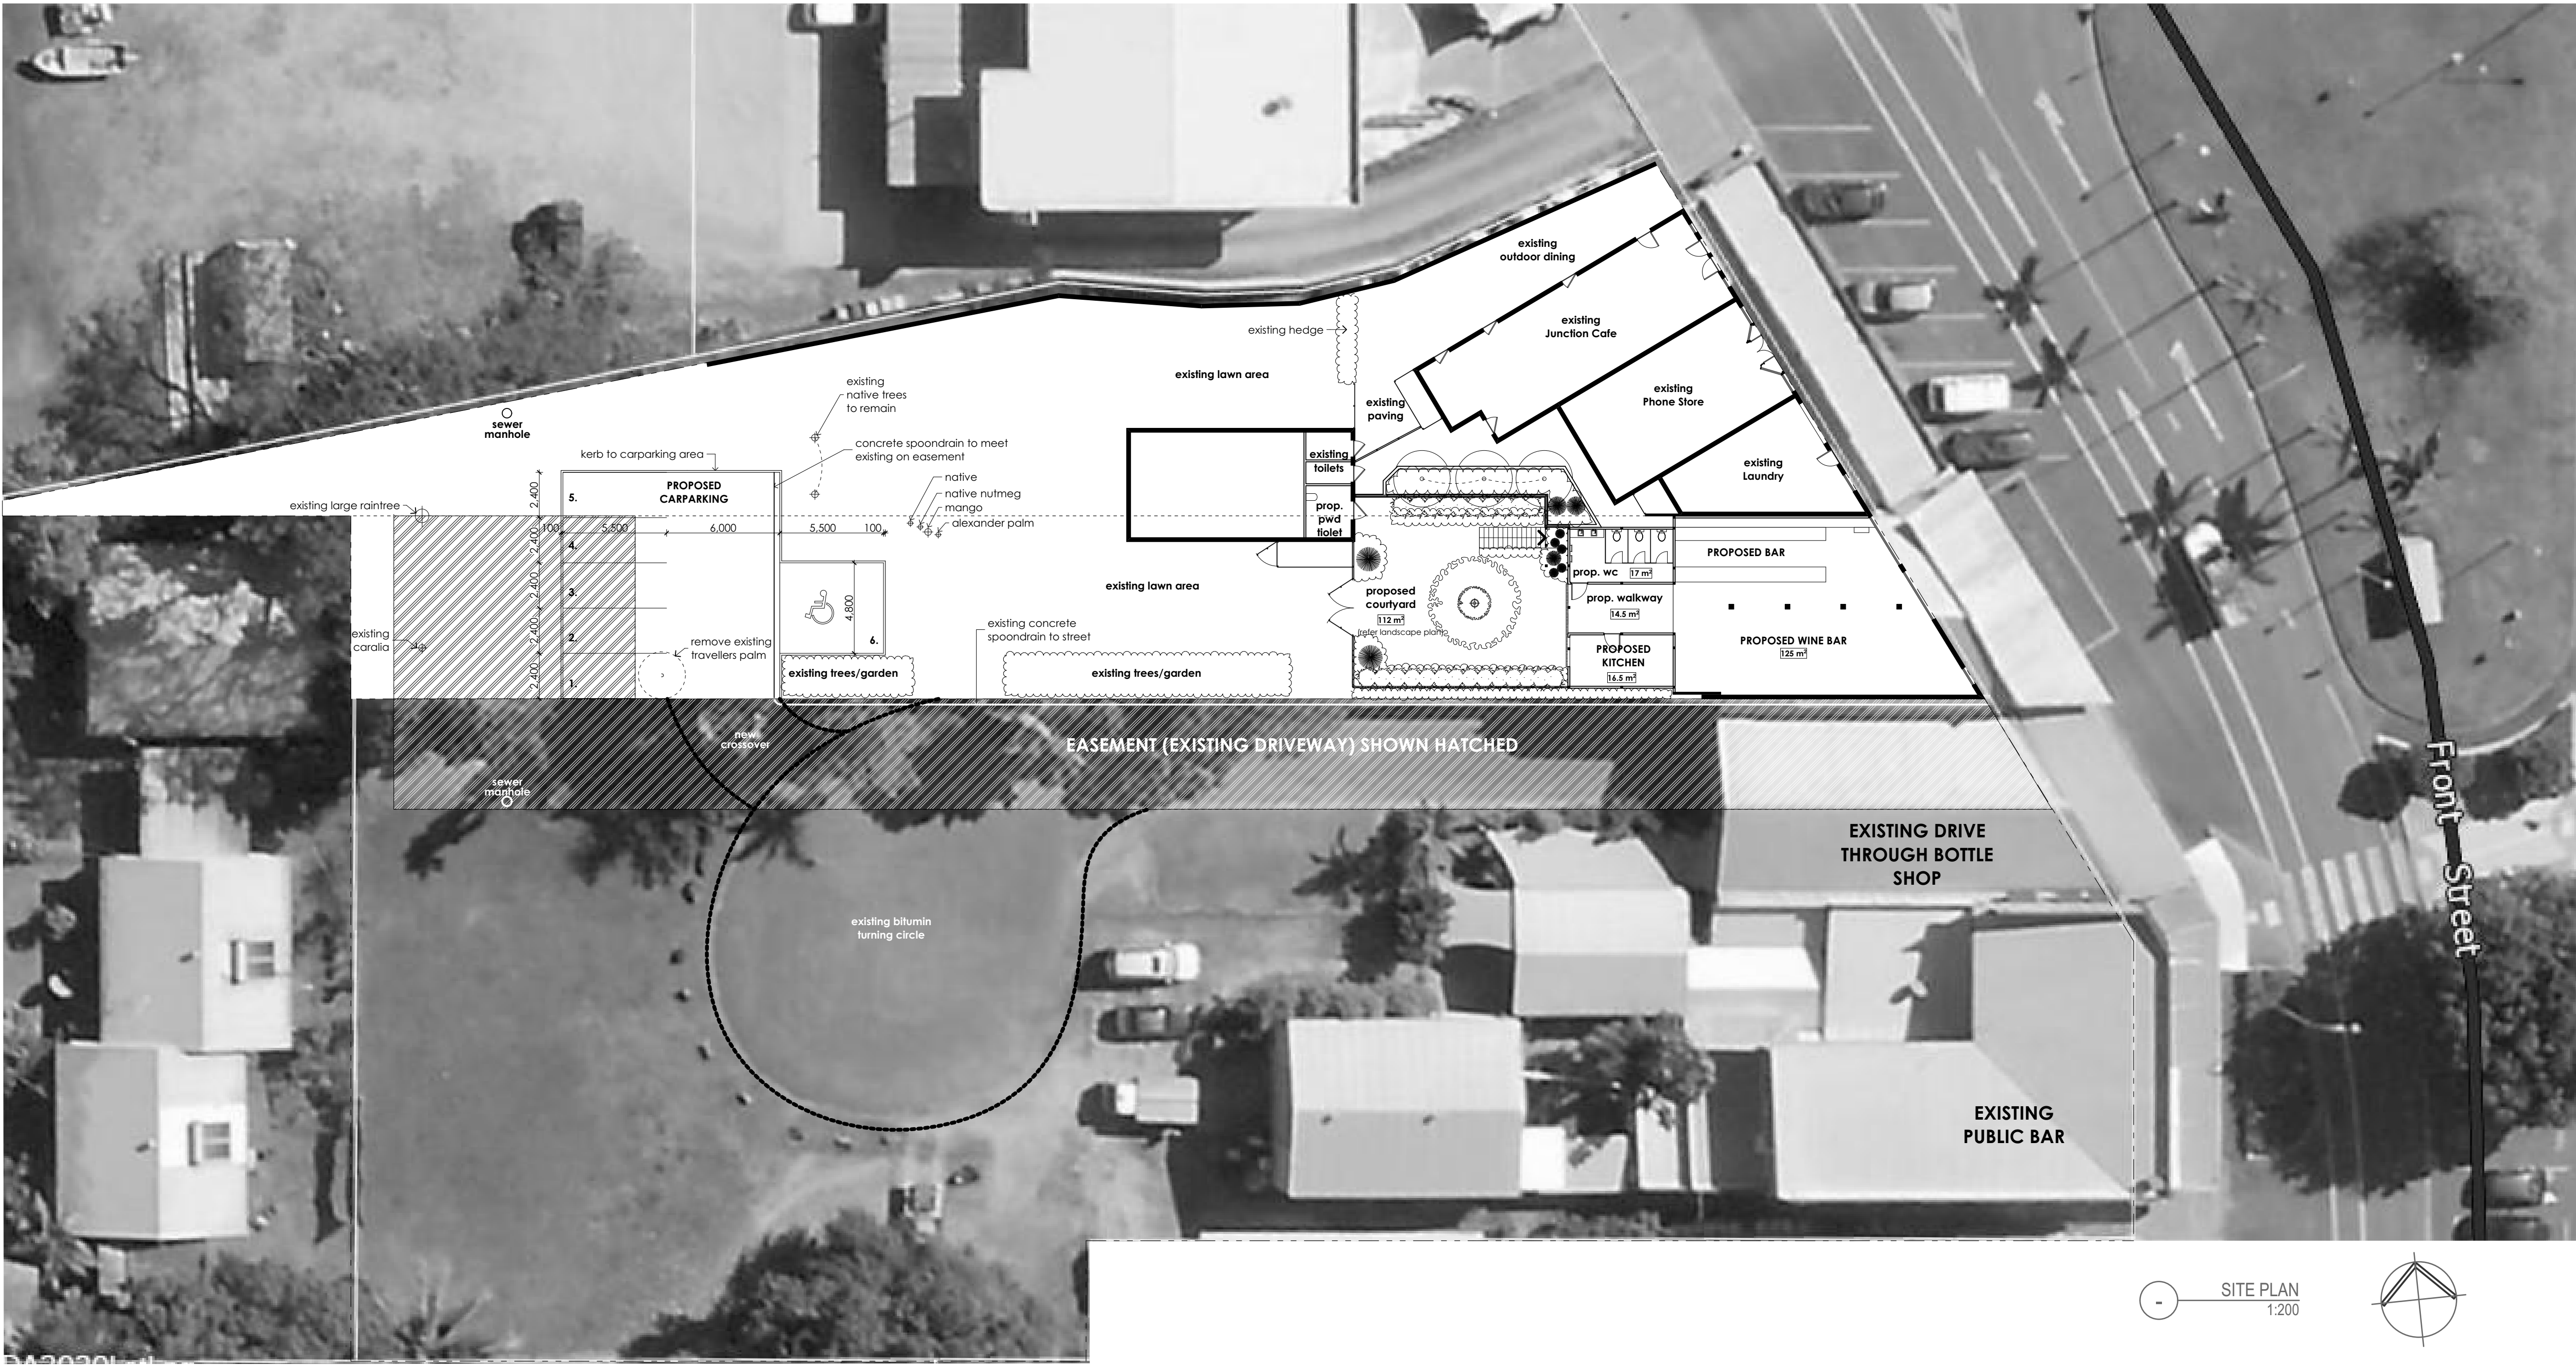 existing
outdoor dining
existing
Junction Cafe
existing hedge
existing lawn area
existing
native trees
to remain
existing
paving
existing
Phone Store
sewer
manhole
concrete spoondrain to meet
existing on easement
kerb to carparking area
existing
toilets
existing
Laundry
PROPOSED
CARPARKING
native
native nutmeg
mango
alexander palm
existing large raintree
2,400
5.
100
5,500
6,000
5,500
100
prop.
pwd
tiolet
2,400
4.
PROPOSED BAR
prop. wc
17 m²
existing lawn area
2,400
3.
4,800
proposed
courtyard
112 m²
(refer landscape plan)
prop. walkway
14.5 m²
existing
caralia
2,400
2.
remove existing
travellers palm
6.
existing concrete
spoondrain to street
PROPOSED WINE BAR
125 m²
PROPOSED
KITCHEN
16.5 m²
2,400
1.
existing trees/garden
existing trees/garden
new
crossover
EASEMENT (EXISTING DRIVEWAY) SHOWN HATCHED
sewer
manhole
Front Street
EXISTING DRIVE
THROUGH BOTTLE
SHOP
existing bitumin
turning circle
EXISTING
PUBLIC BAR
-
SITE PLAN
1:200